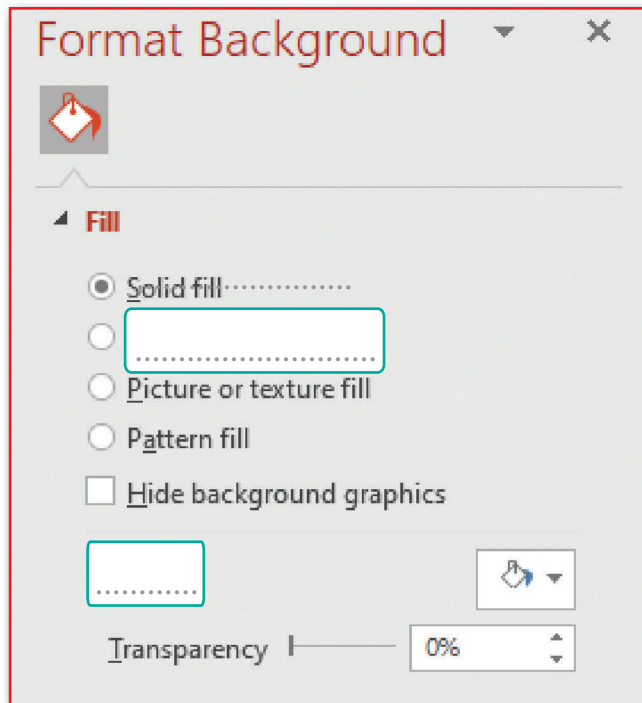 Format Background
Fill
Solid fill...............
...........................
Picture or texture fill
Pattern fill
Hide background graphics
............
Transparency 0%